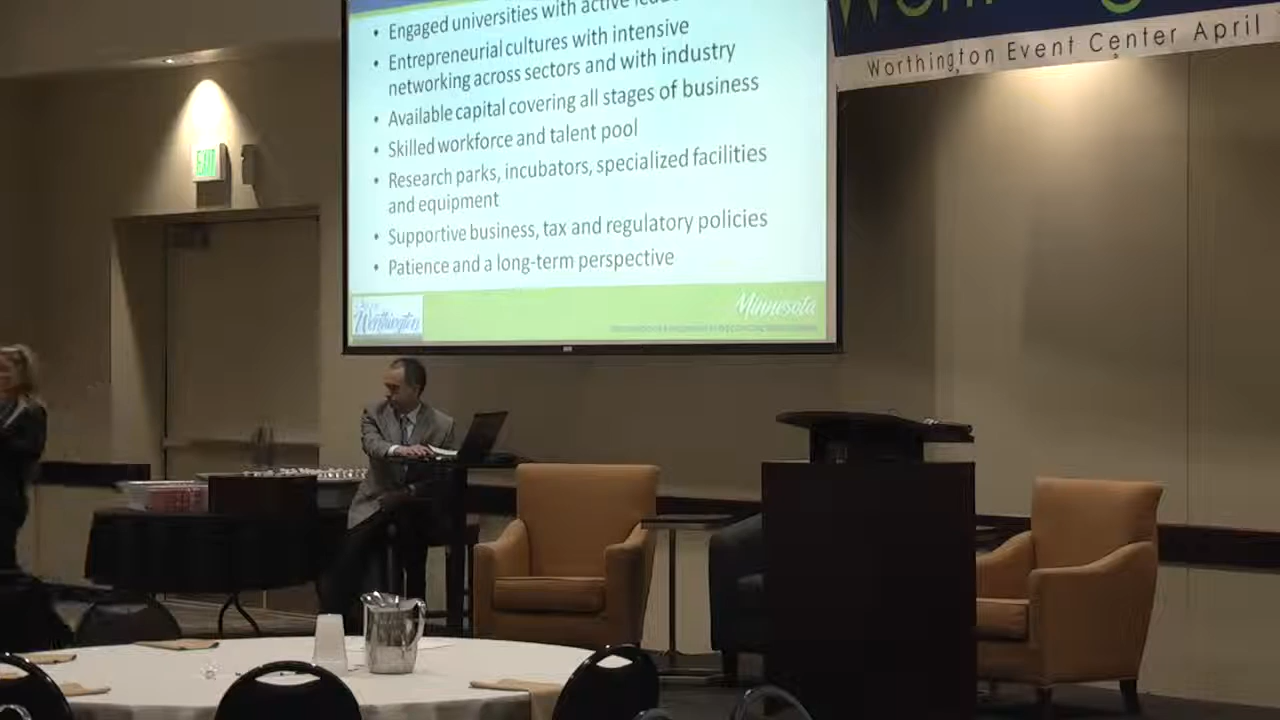 • Engaged universities with active
• Entrepreneurial cultures with intensive
networking across sectors and with industry
• Available capital covering all stages of business
• Skilled workforce and talent pool
• Research parks, incubators, specialized facilities
and equipment
• Supportive business, tax and regulatory policies
• Patience and a long-term perspective
Worthington
Minnesota
Worthington Event Center April
EXIT